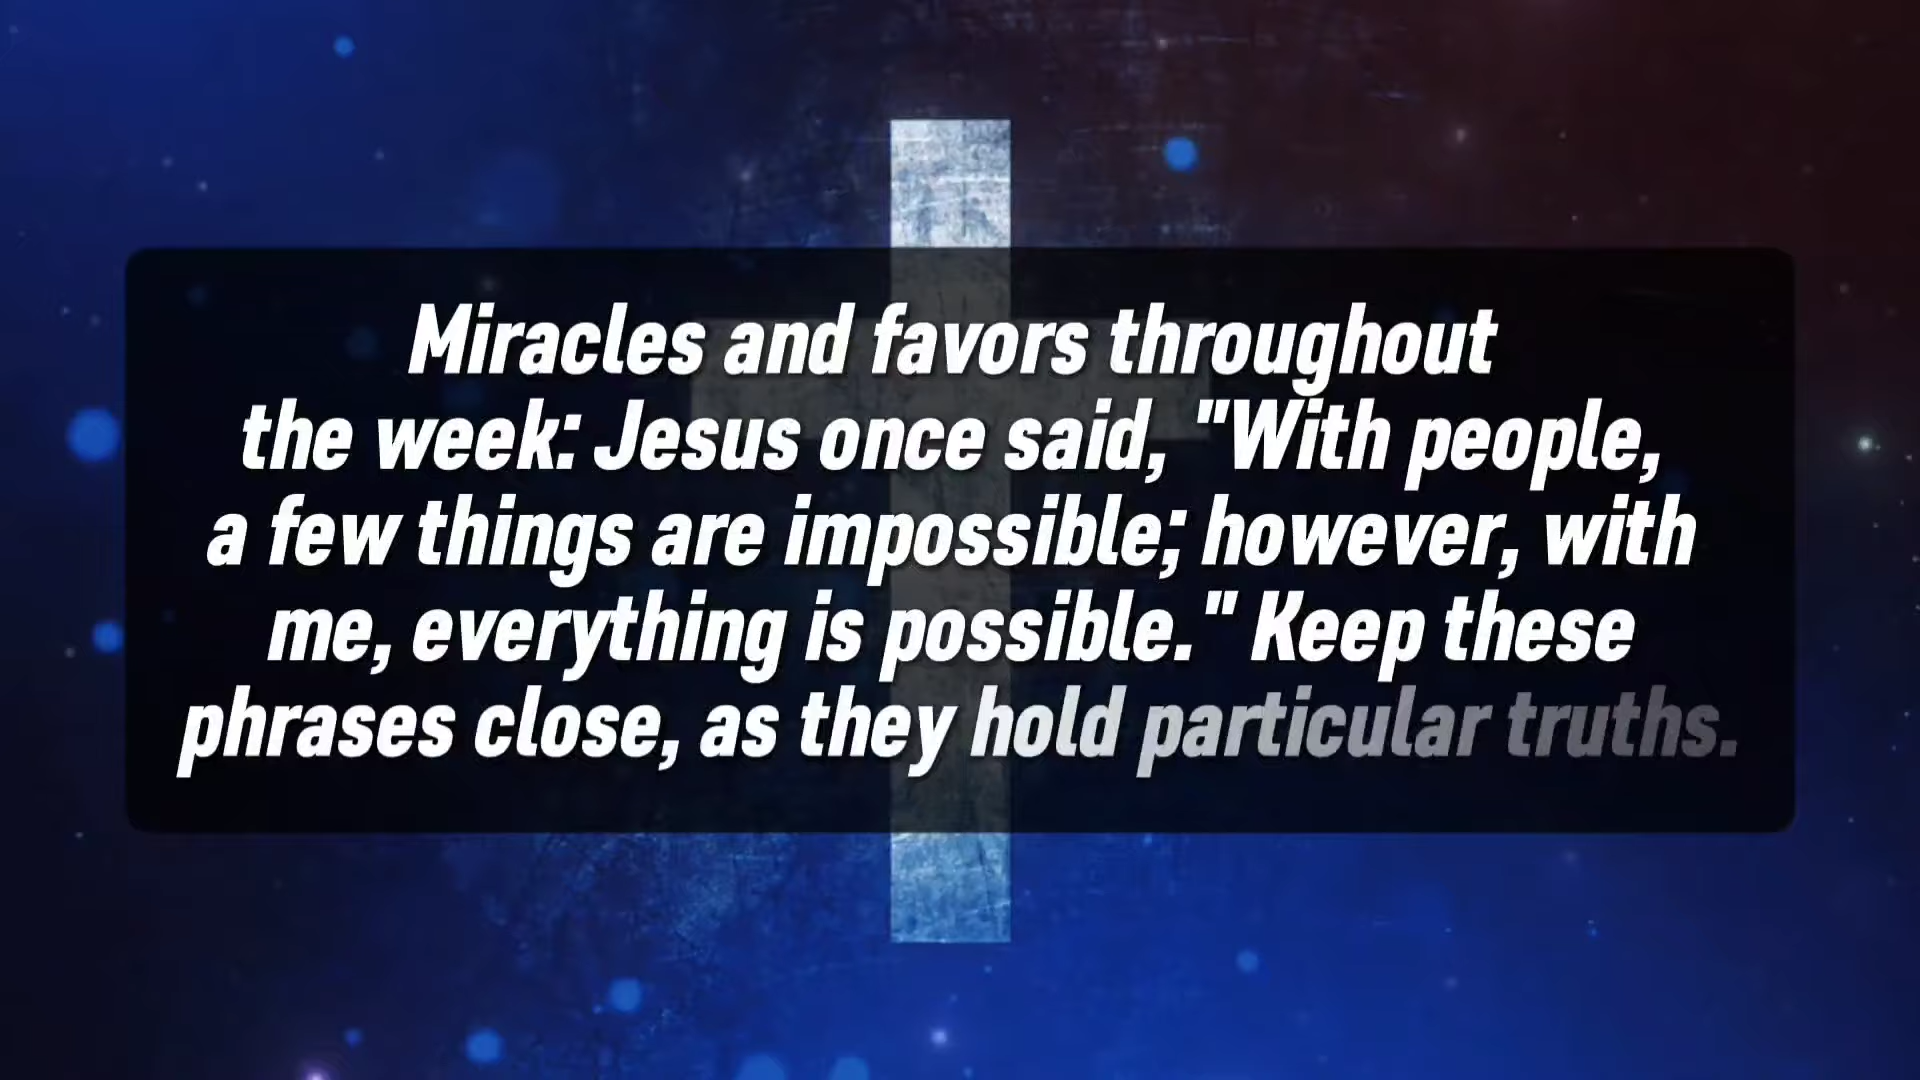 Miracles and favors throughout
the week: Jesus once said, "With people,
a few things are impossible; however, with
me, everything is possible." Keep these
phrases close, as they hold particular truths.